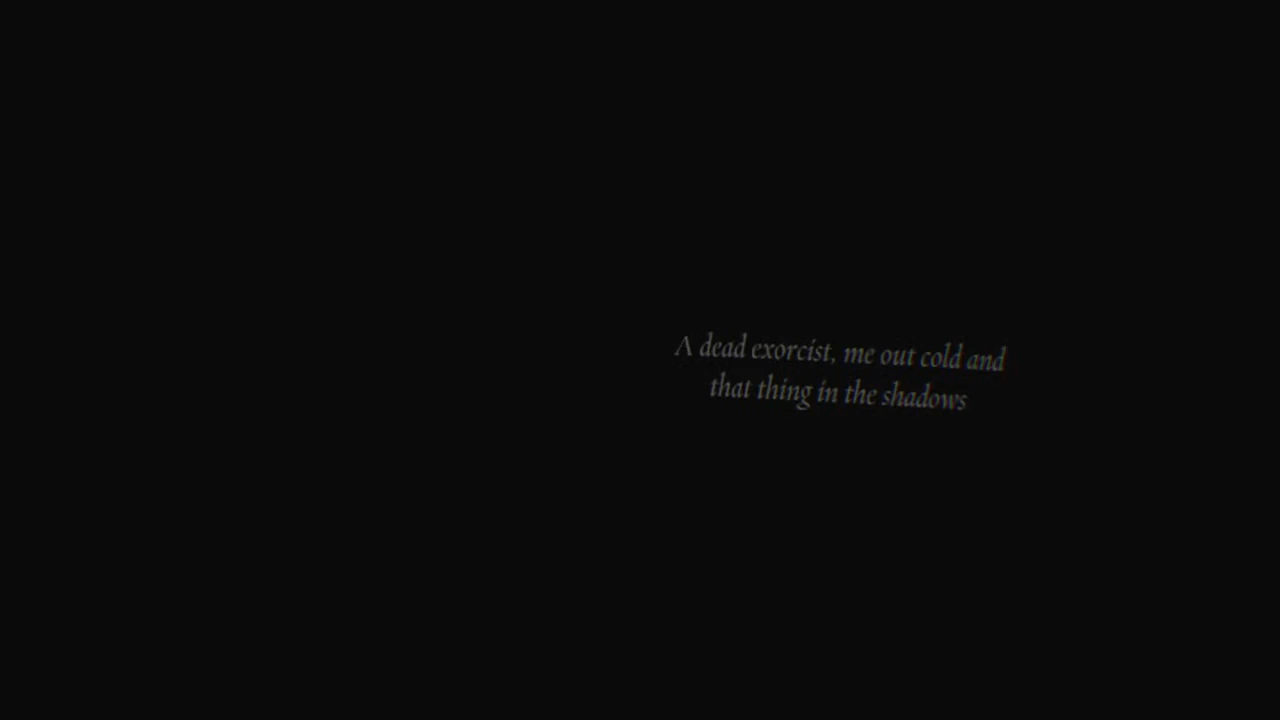 A dead exorcist, me out cold and
that thing in the shadows